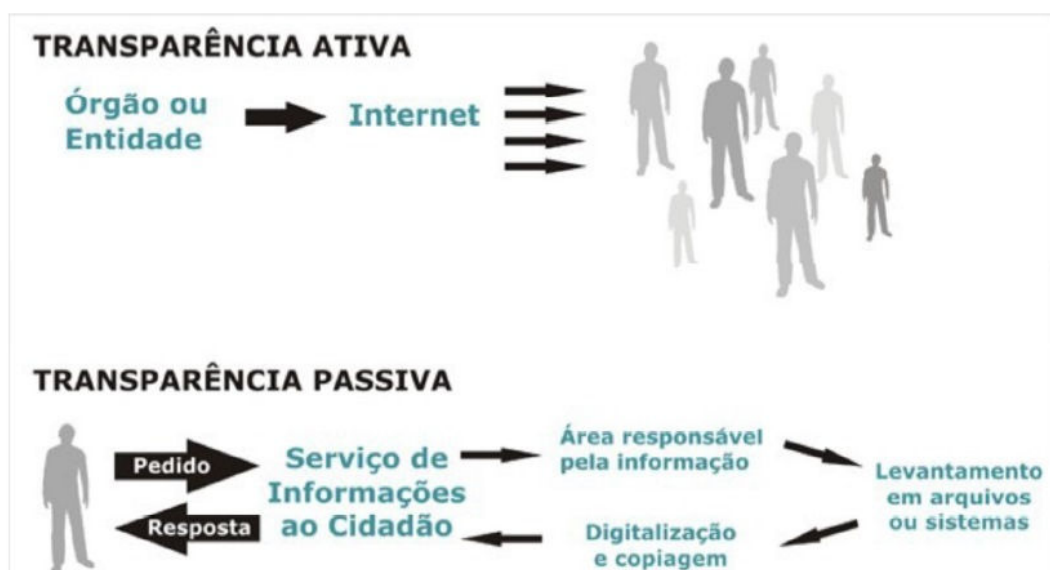 TRANSPARÊNCIA ATIVA
Órgão ou
Entidade
Internet
TRANSPARÊNCIA PASSIVA
Pedido
Resposta
Serviço de
Informações
ao Cidadão
Área responsável
pela informação
Levantamento
em arquivos
ou sistemas
Digitalização
e copiagem